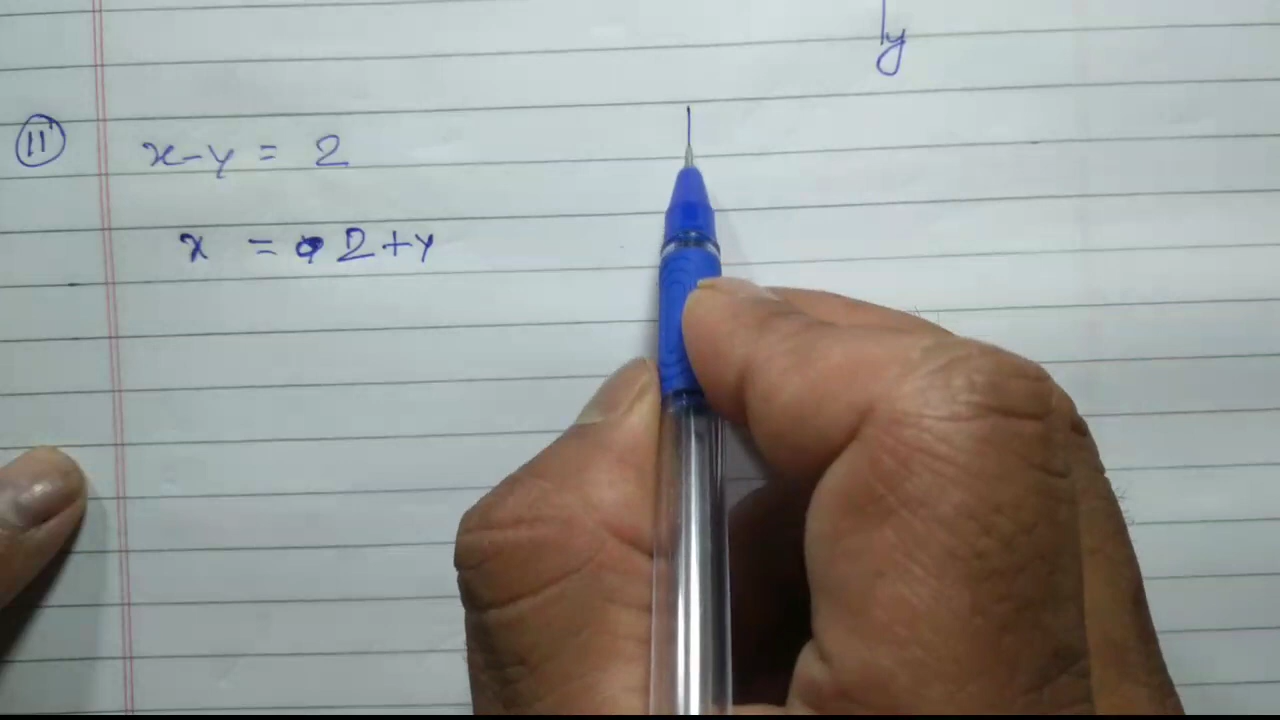 y
(11) x-y = 2
x = 2+y